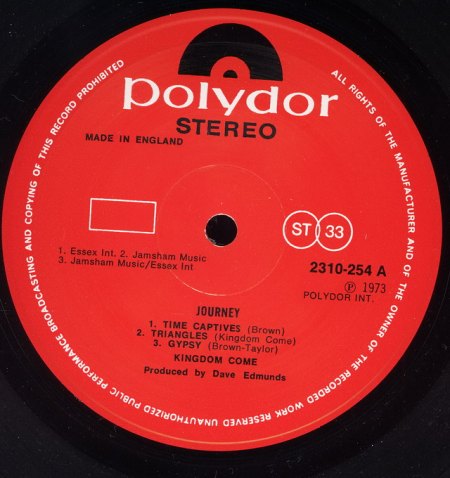 polydor
STEREO
MADE IN ENGLAND
ST 33
1. Essex Int. 2. Jamsham Music
3. Jamsham Music/Essex Int
2310-254 A
Ⓟ 1973
POLYDOR INT.
JOURNEY
1. TIME CAPTIVES (Brown)
2. TRIANGLES (Kingdom Come)
3. GYPSY (Brown-Taylor)
KINGDOM COME
Produced by Dave Edmunds
ALL RIGHTS OF THE MANUFACTURER AND OF THE OWNER OF THE RECORDED WORK RESERVED UNAUTHORIZED PUBLIC PERFORMANCE BROADCASTING AND COPYING OF THIS RECORD PROHIBITED